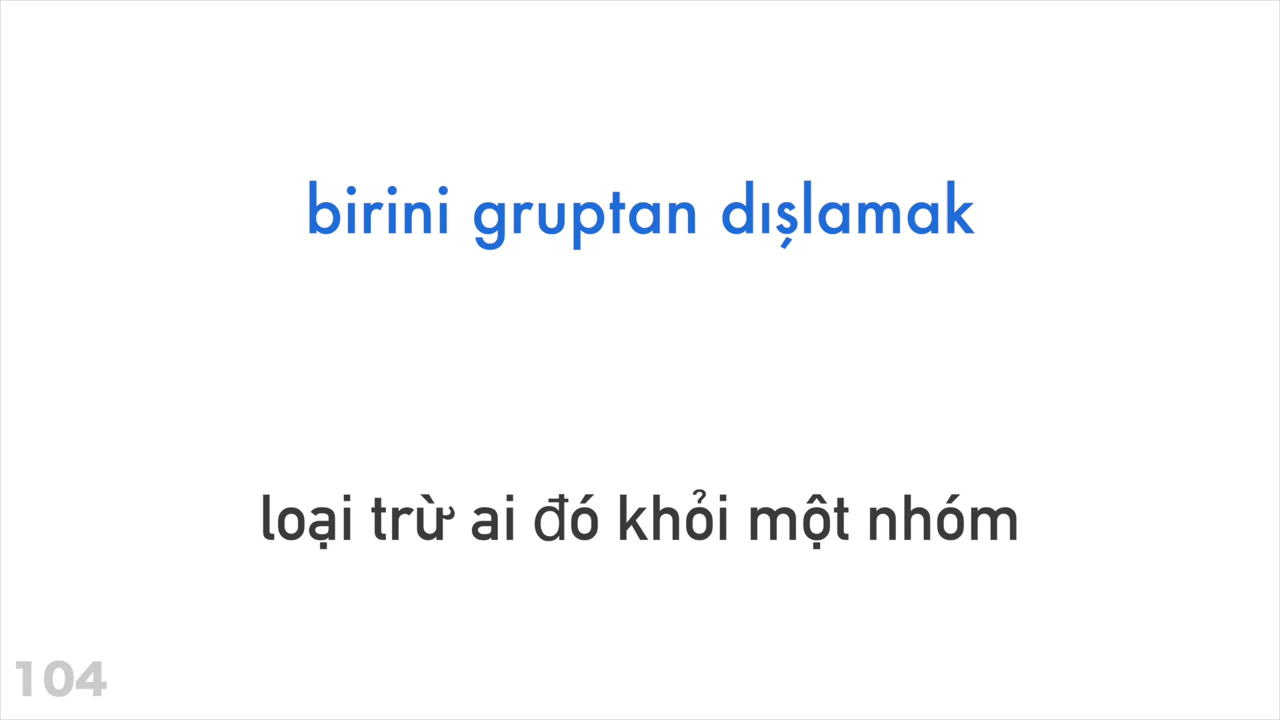 birini gruptan dışlamak
loại trừ ai đó khỏi một nhóm
104